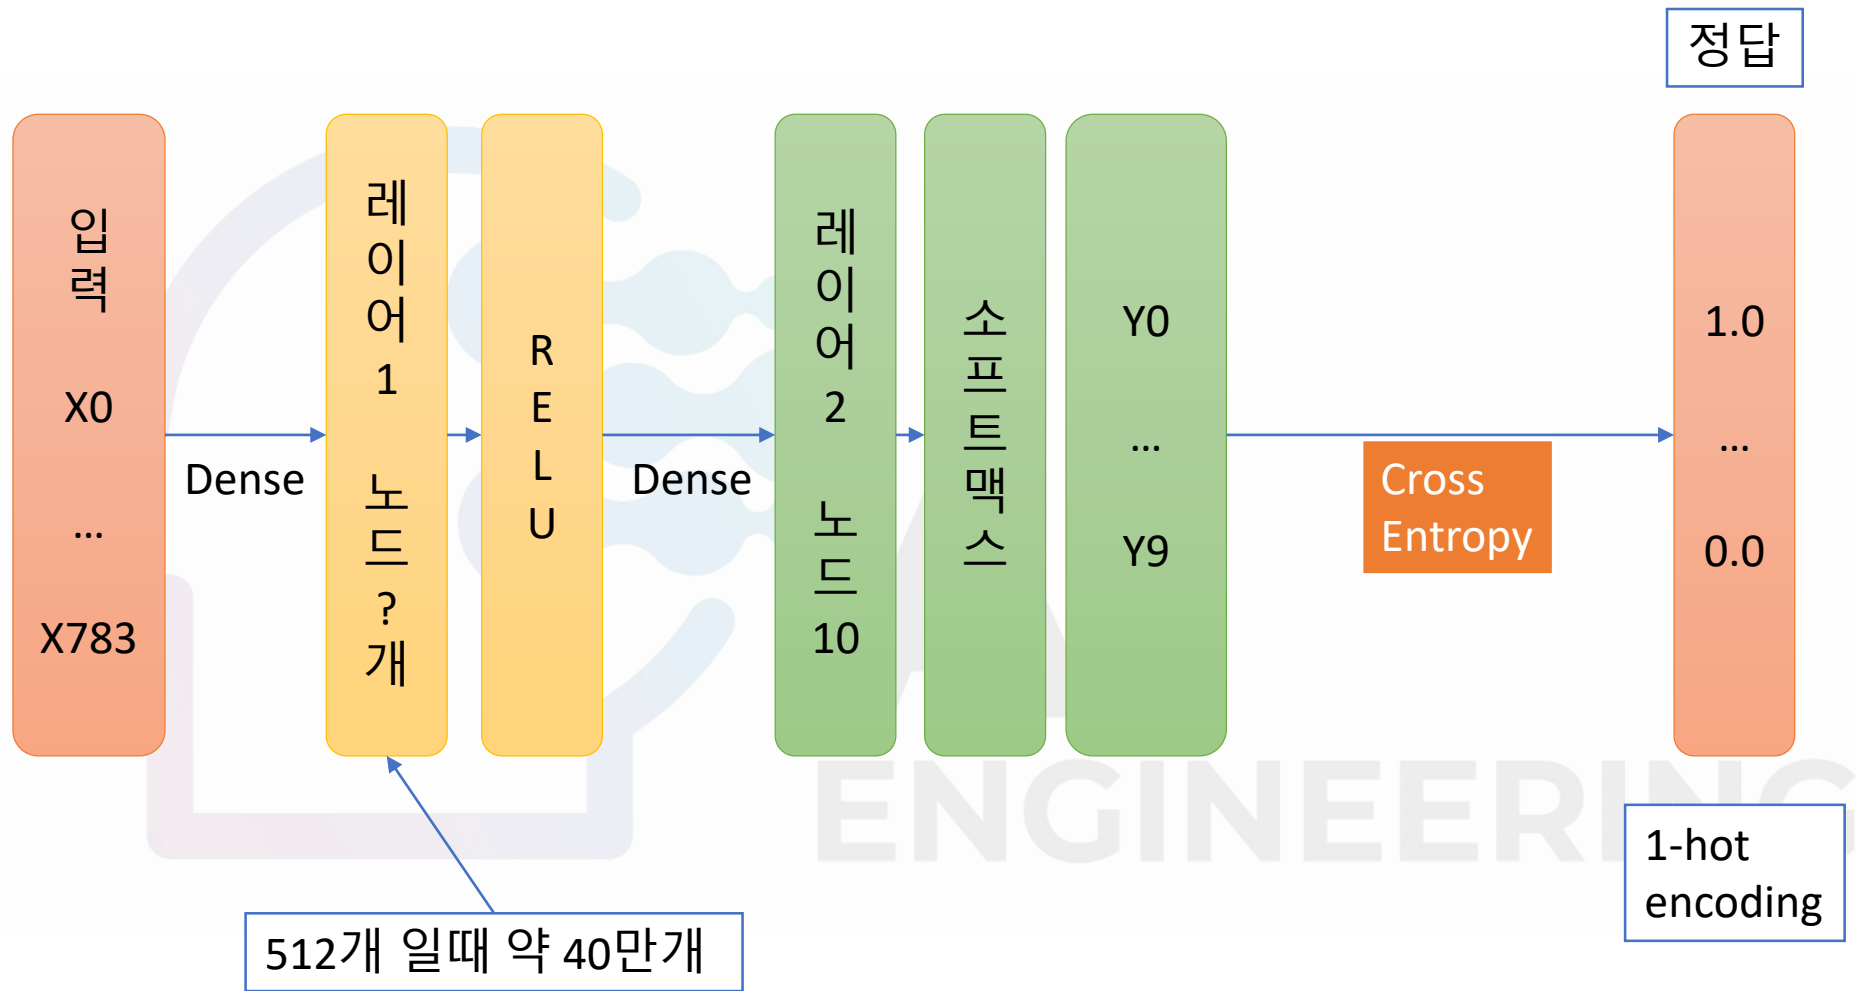 정답
입력
X0
...
X783
Dense
레이어
1
노드
?
개
RELU
Dense
레이어
2
노드
10
소프트맥스
Y0
...
Y9
Cross
Entropy
1.0
...
0.0
512개 일때 약 40만개
1-hot
encoding
A
ENGINEERING